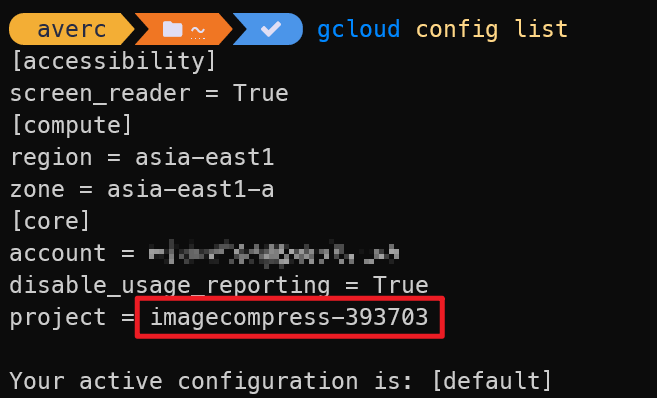 averc ~ gcloud config list
[accessibility]
screen_reader = True
[compute]
region = asia-east1
zone = asia-east1-a
[core]
account =
disable_usage_reporting = True
project = imagecompress-393703
Your active configuration is: [default]